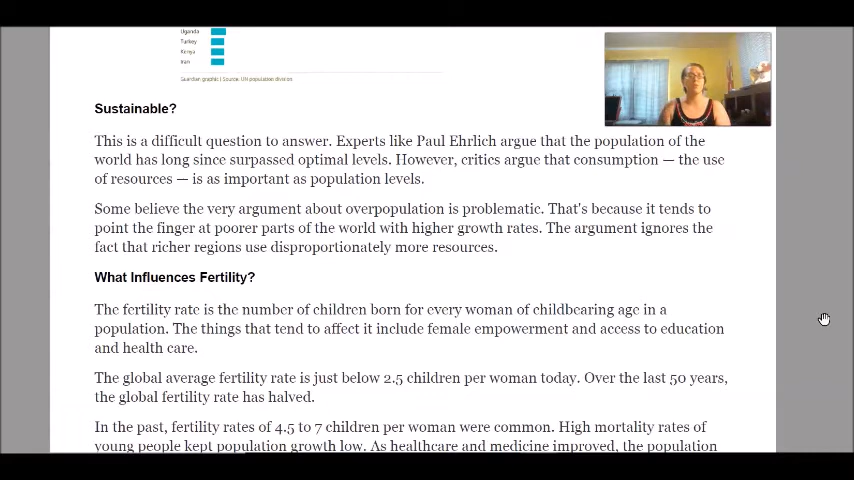 Uganda
Turkey
Kenya
Iran
Guardian graphic | Source: UN population division
Sustainable?
This is a difficult question to answer. Experts like Paul Ehrlich argue that the population of the
world has long since surpassed optimal levels. However, critics argue that consumption — the use
of resources — is as important as population levels.
Some believe the very argument about overpopulation is problematic. That's because it tends to
point the finger at poorer parts of the world with higher growth rates. The argument ignores the
fact that richer regions use disproportionately more resources.
What Influences Fertility?
The fertility rate is the number of children born for every woman of childbearing age in a
population. The things that tend to affect it include female empowerment and access to education
and health care.
The global average fertility rate is just below 2.5 children per woman today. Over the last 50 years,
the global fertility rate has halved.
In the past, fertility rates of 4.5 to 7 children per woman were common. High mortality rates of
young people kept population growth low. As healthcare and medicine improved, the population